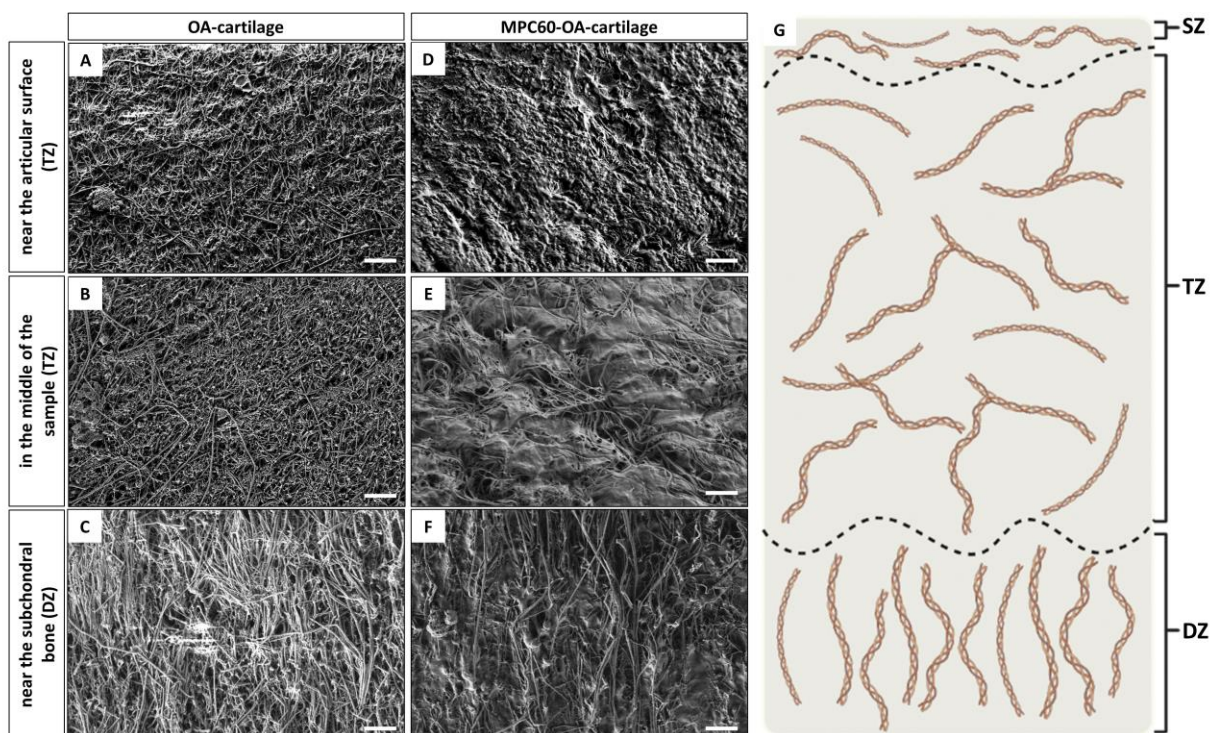 OA-cartilage
MPC60-OA-cartilage
near the articular surface
(TZ)
in the middle of the
sample (TZ)
near the subchondral
bone (DZ)
A
D
B
E
C
F
G
SZ
TZ
DZ